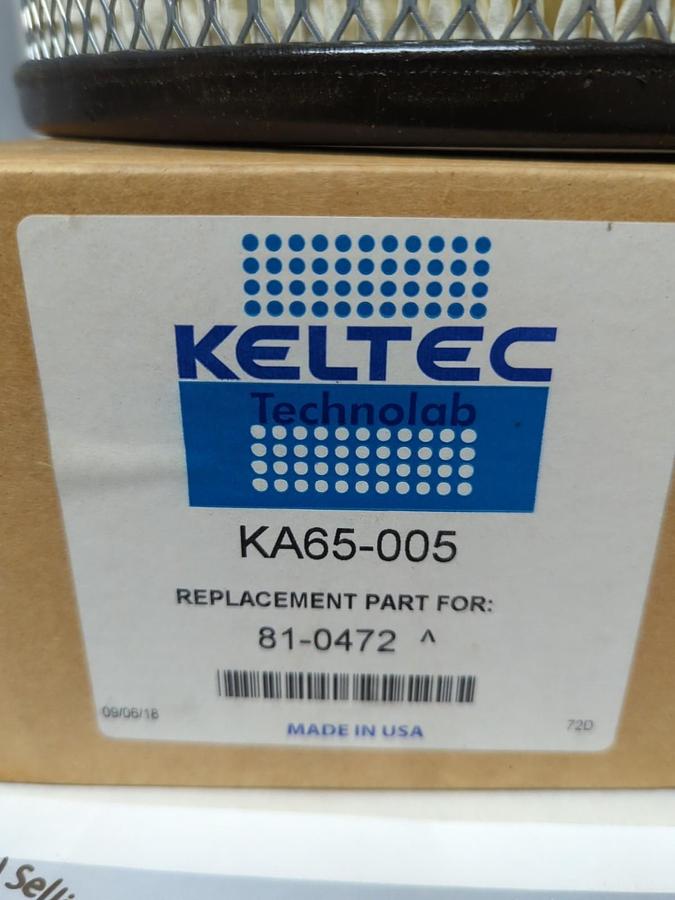 KELTEC
Technolab
KA65-005
REPLACEMENT PART FOR:
81-0472 ^
09/06/18
MADE IN USA
72D